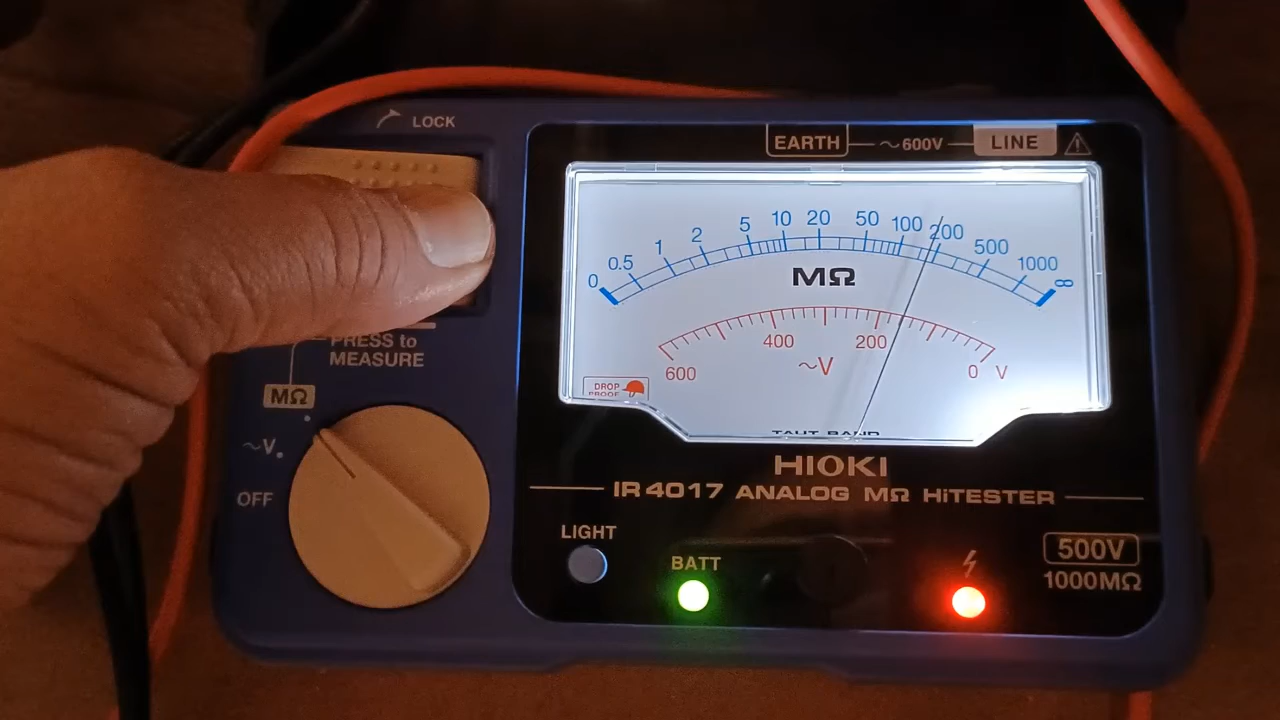 LOCK
EARTH ~600V LINE
0 0.5 1 2 5 10 20 50 100 200 500 1000 ∞
MΩ
600 400 200 0 V
~V
DROP
PROOF
TAUT BAND
PRESS to
MEASURE
MΩ
~V
OFF
HIOKI
IR4017 ANALOG MΩ HiTESTER
LIGHT
BATT
500V
1000MΩ